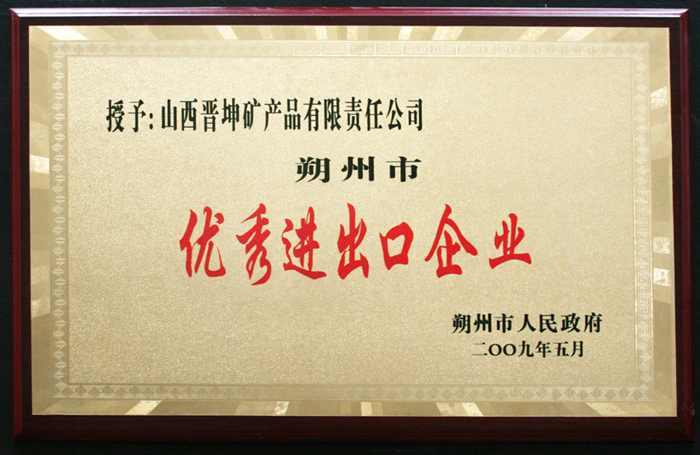 授予:山西晋坤矿产品有限责任公司
朔州市
优秀进出口企业
朔州市人民政府
二〇〇九年五月